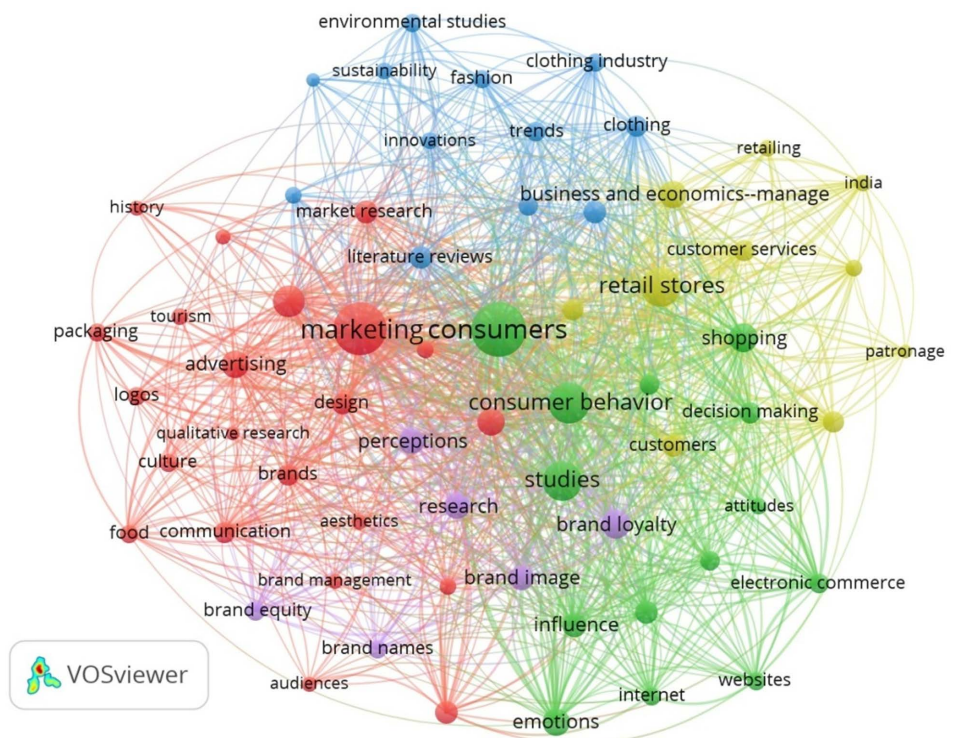 environmental studies
clothing industry
sustainability
fashion
clothing
trends
innovations
retailing
india
business and economics--manage
history
market research
customer services
literature reviews
retail stores
tourism
packaging
marketing
consumers
shopping
patronage
advertising
logos
design
consumer behavior
decision making
qualitative research
perceptions
customers
culture
brands
studies
research
attitudes
food
communication
aesthetics
brand loyalty
brand management
brand image
electronic commerce
brand equity
influence
brand names
VOSviewer
audiences
websites
internet
emotions